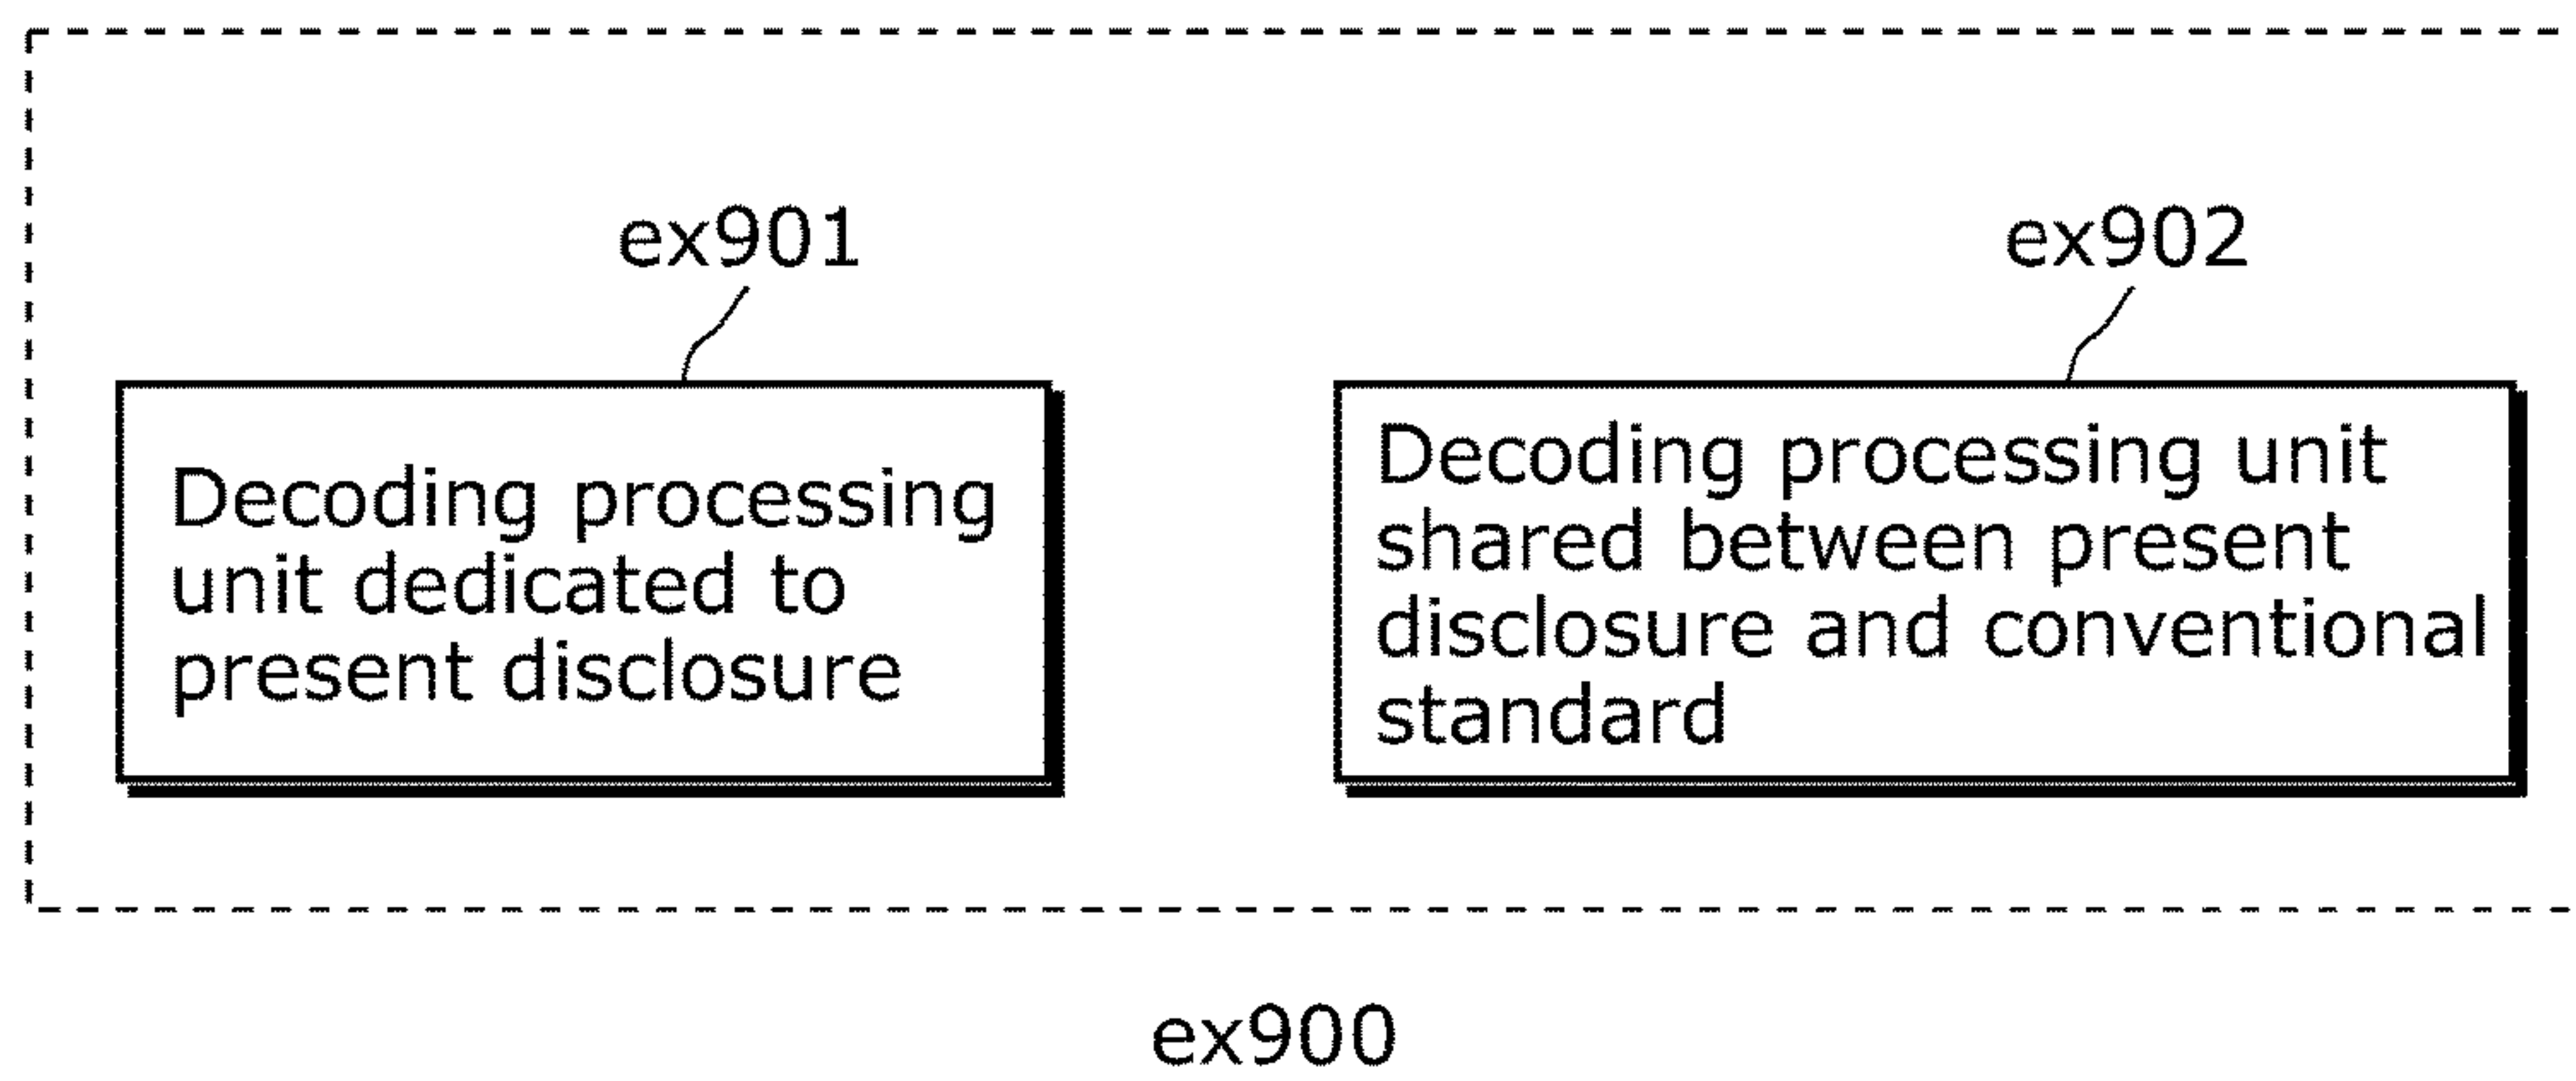 ex901
ex902
Decoding processing
unit dedicated to
present disclosure
Decoding processing unit
shared between present
disclosure and conventional
standard
ex900